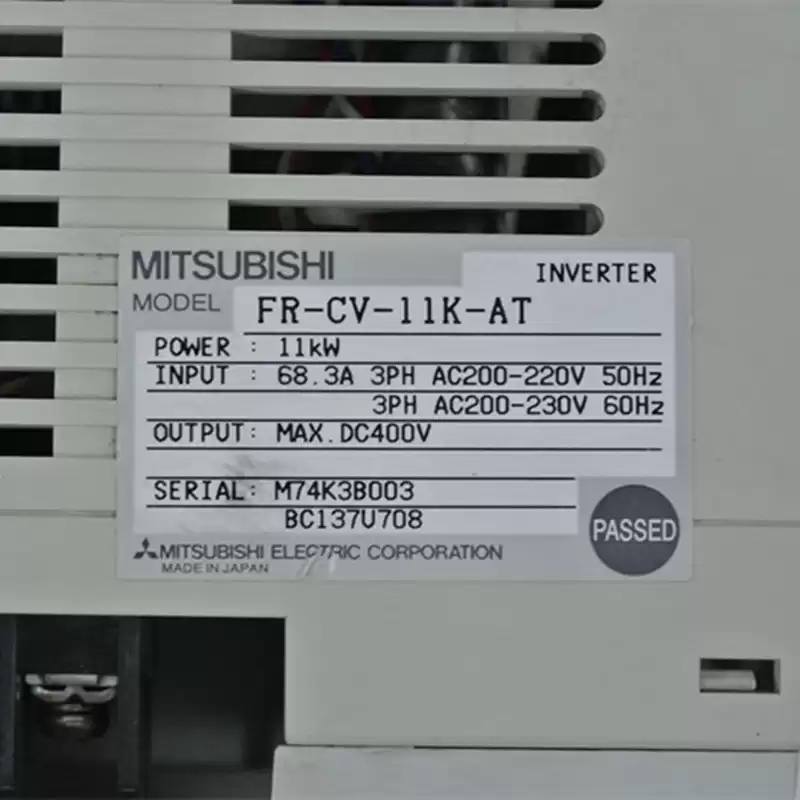 MITSUBISHI
INVERTER
MODEL FR-CV-11K-AT
POWER : 11kW
INPUT : 68.3A 3PH AC200-220V 50Hz
3PH AC200-230V 60Hz
OUTPUT: MAX.DC400V
SERIAL: M74K3B003
BC137U708
PASSED
MITSUBISHI ELECTRIC CORPORATION
MADE IN JAPAN